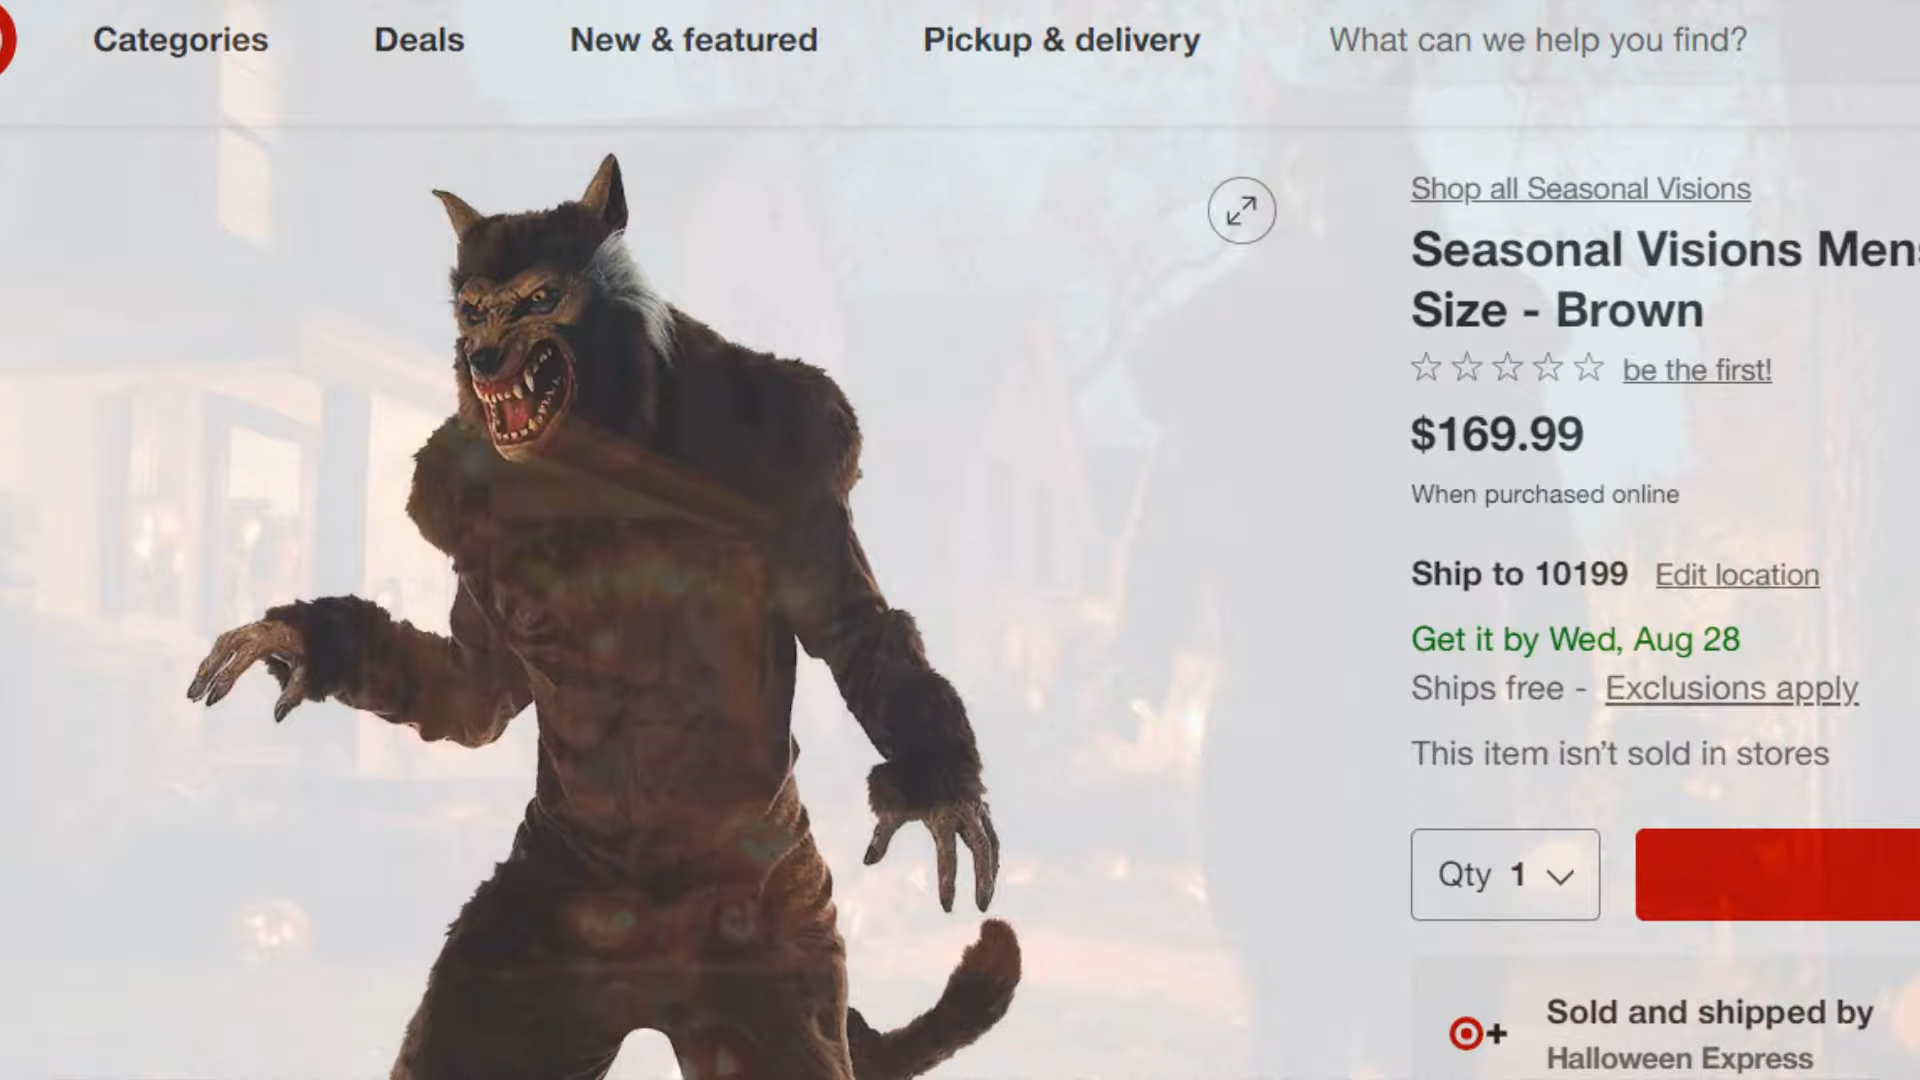 Categories
Deals
New & featured
Pickup & delivery
What can we help you find?
Shop all Seasonal Visions
Seasonal Visions
Size - Brown
be the first!
$169.99
When purchased online
Ship to 10199 Edit location
Get it by Wed, Aug 28
Ships free - Exclusions apply
This item isn't sold in stores
Qty 1
Sold and shipped by
Halloween Express